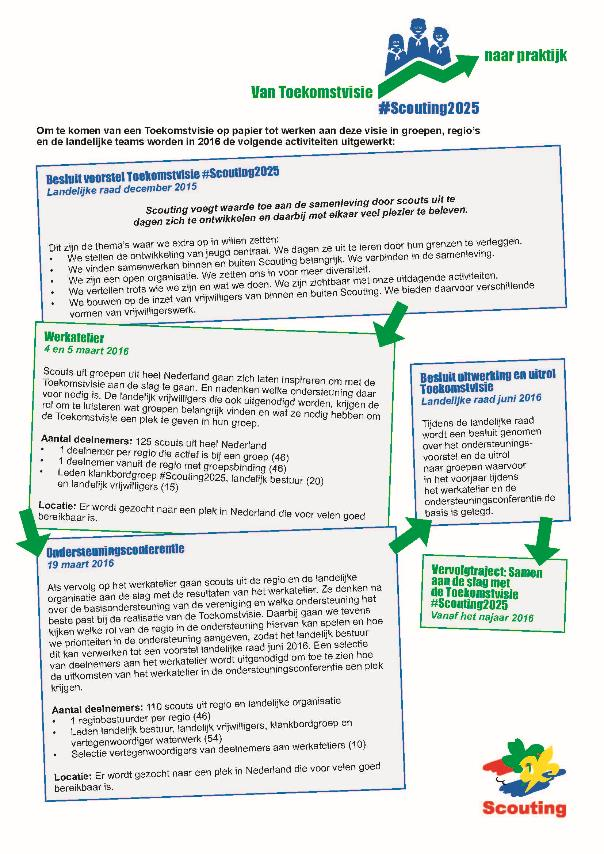 naar praktijk
Van Toekomstvisie
#Scouting2025
Om te komen van een Toekomstvisie op papier tot werken aan deze visie in groepen, regio's
en de landelijke teams worden in 2016 de volgende activiteiten uitgewerkt:
Besluit voorstel Toekomstvisie #Scouting2025
Landelijke raad december 2015
Scouting voegt waarde toe aan de samenleving door scouts uit te
dagen zich te ontwikkelen en daarbij met elkaar veel plezier te beleven.
Dit zijn de thema's waar we extra op in willen zetten:
• We stellen de ontwikkeling van jeugd centraal. We dagen ze uit te leren door hun grenzen te verleggen.
• We vinden samenwerken binnen en buiten Scouting belangrijk. We verbinden in de samenleving.
• We zijn een open organisatie. We zetten ons in voor meer diversiteit.
• We vertellen trots wie we zijn en wat we doen. We zijn zichtbaar met onze uitdagende activiteiten.
• We bouwen op de inzet van vrijwilligers van binnen en buiten Scouting. We bieden daarvoor verschillende
vormen van vrijwilligerswerk.
Werkatelier
4 en 5 maart 2016
Scouts uit groepen uit heel Nederland gaan zich laten inspireren om met de
Toekomstvisie aan de slag te gaan. En nadenken welke ondersteuning daar
voor nodig is. De landelijke vrijwilligers die ook uitgenodigd worden, krijgen de
rol om te luisteren wat groepen belangrijk vinden en wat ze nodig hebben om
de Toekomstvisie een plek te geven in hun groep.
Aantal deelnemers: 125 scouts uit heel Nederland
• 1 deelnemer per regio die actief is bij een groep (46)
• 1 deelnemer vanuit de regio met groepsbinding (46)
• Leden klankbordgroep #Scouting2025, landelijk bestuur (20)
en landelijk vrijwilligers (15)
Locatie: Er wordt gezocht naar een plek in Nederland die voor velen goed
bereikbaar is.
Besluit uitwerking en uitrol
Toekomstvisie
Landelijke raad juni 2016
Tijdens de landelijke raad
wordt een besluit genomen
over het ondersteunings-
voorstel en de uitrol
naar groepen waarvoor
in het voorjaar tijdens
het werkatelier en de
ondersteuningsconferentie de
basis is gelegd.
Ondersteuningsconferentie
19 maart 2016
Als vervolg op het werkatelier gaan scouts uit de regio en de landelijke
organisatie aan de slag met de resultaten van het werkatelier. Ze denken na
over de basisondersteuning van de vereniging en welke ondersteuning het
beste past bij de realisatie van de Toekomstvisie. Daarbij gaan we tevens
kijken welke rol van de regio in de ondersteuning hiervan kan spelen en hoe
we prioriteiten in de ondersteuning aangeven, zodat het landelijk bestuur
dit kan verwerken tot een voorstel landelijke raad juni 2016. Een selectie
van deelnemers aan het werkatelier wordt uitgenodigd om toe te zien hoe
de uitkomsten van het werkatelier in de ondersteuningsconferentie een plek
krijgen.
Aantal deelnemers: 110 scouts uit regio en landelijke organisatie
• 1 regiobestuurder per regio (46)
• Leden landelijk bestuur, landelijk vrijwilligers, klankbordgroep en
vertegenwoordiger waterwerk (54)
• Selectie vertegenwoordigers van deelnemers aan werkateliers (10)
Locatie: Er wordt gezocht naar een plek in Nederland die voor velen goed
bereikbaar is.
Vervolgtraject: Samen
aan de slag met
de Toekomstvisie
#Scouting2025
Vanaf het najaar 2016
Scouting